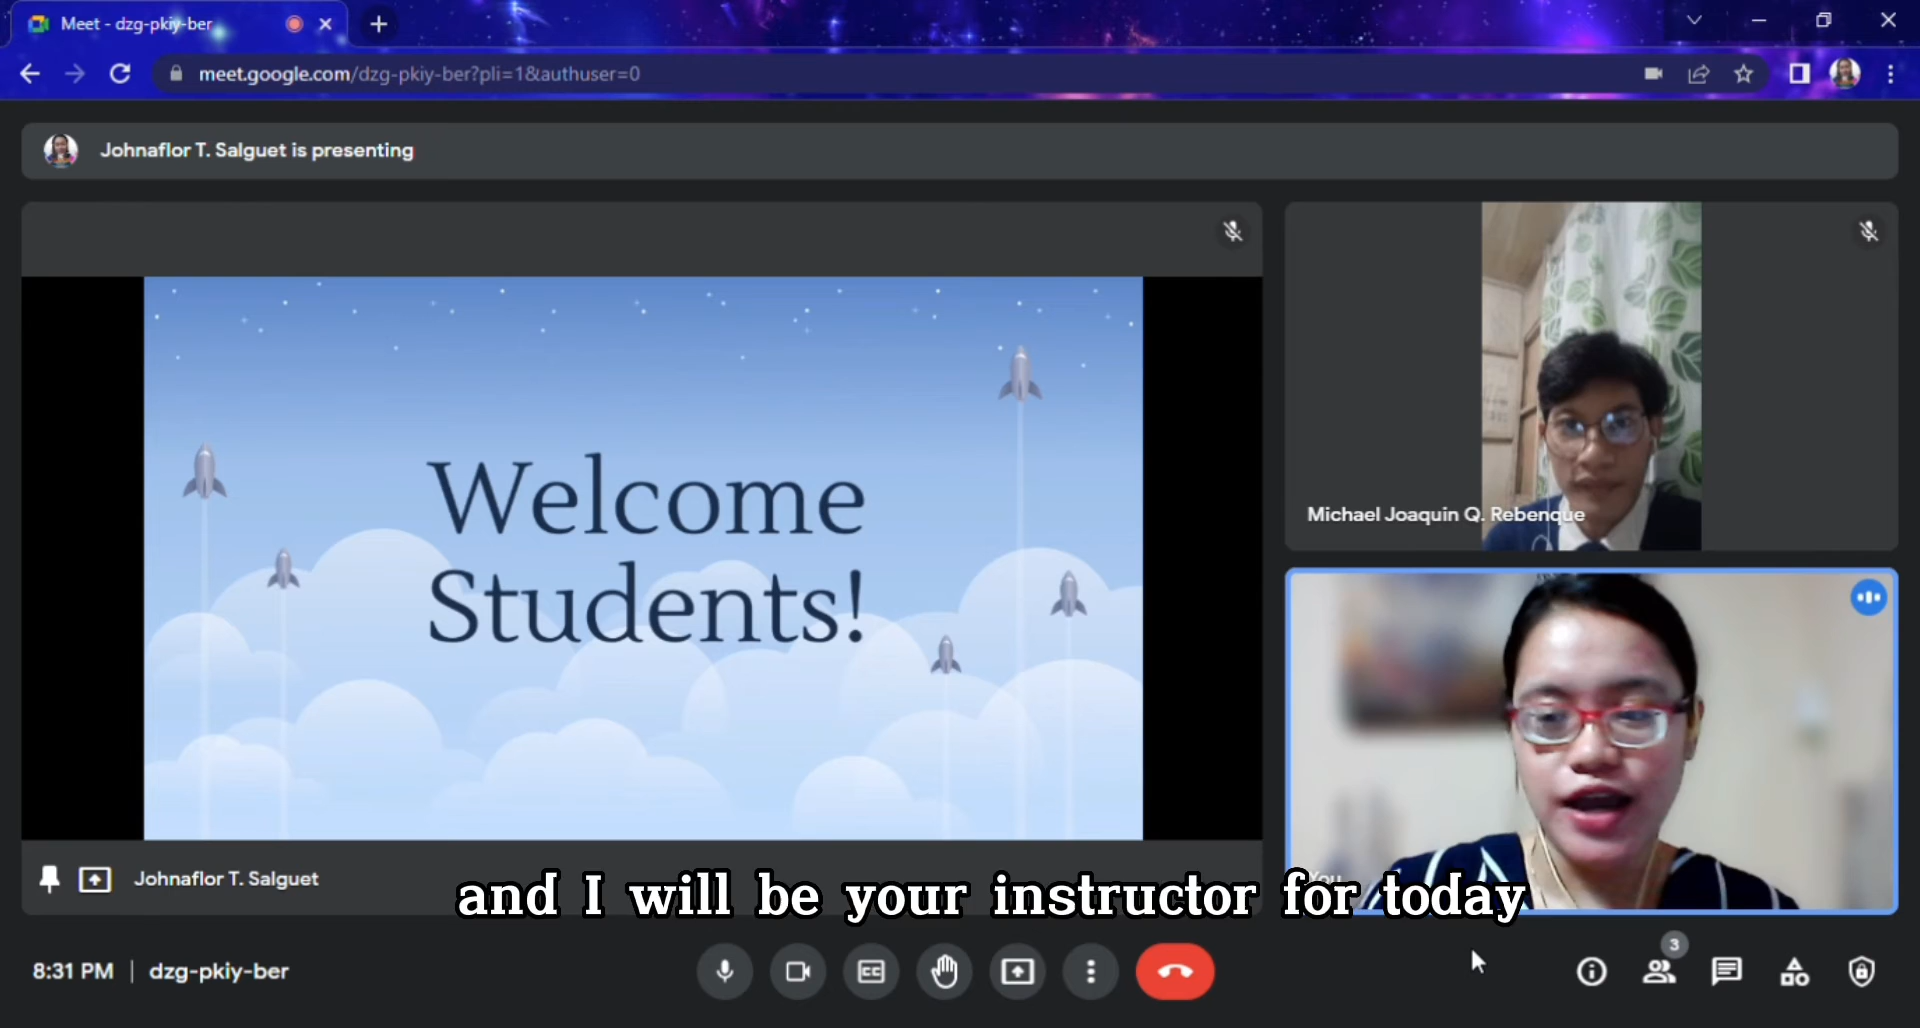 Meet - dzg-pkiy-ber
meet.google.com/dzg-pkiy-ber?pli=1&authuser=0
Johnaflor T. Salguet is presenting
Welcome
Students!
Michael Joaquin Q. Rebenque
Johnaflor T. Salguet
You
and I will be your instructor for today
8:31 PM | dzg-pkiy-ber
CC
3